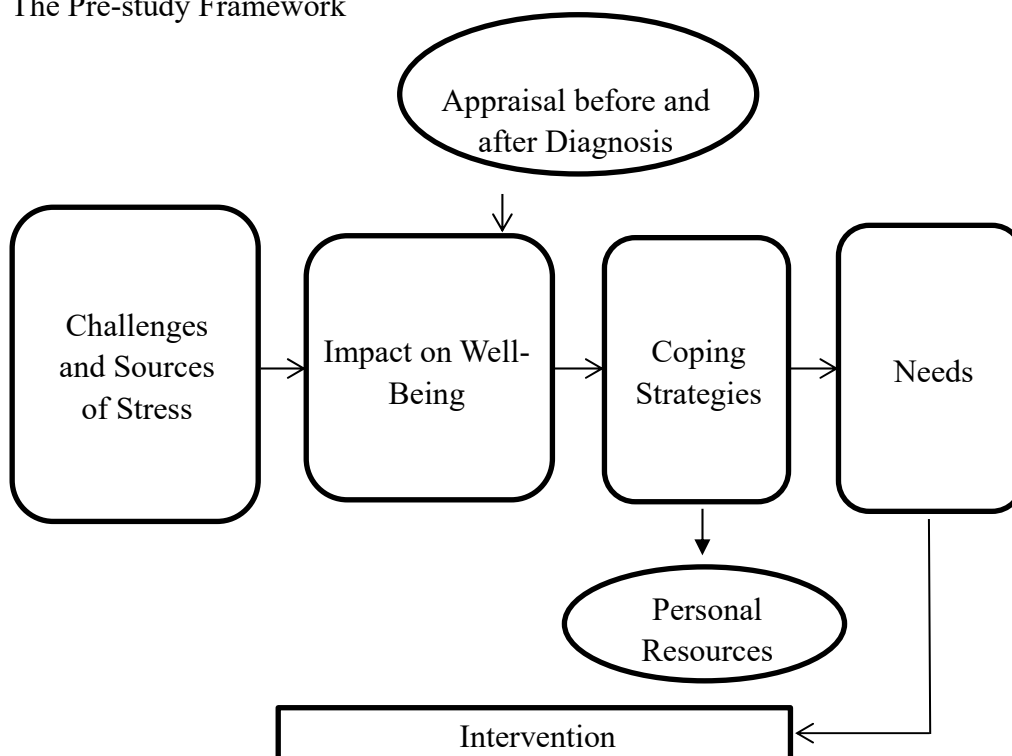 The Pre-study Framework
Appraisal before and
after Diagnosis
Challenges
and Sources
of Stress
Impact on Well-
Being
Coping
Strategies
Needs
Personal
Resources
Intervention